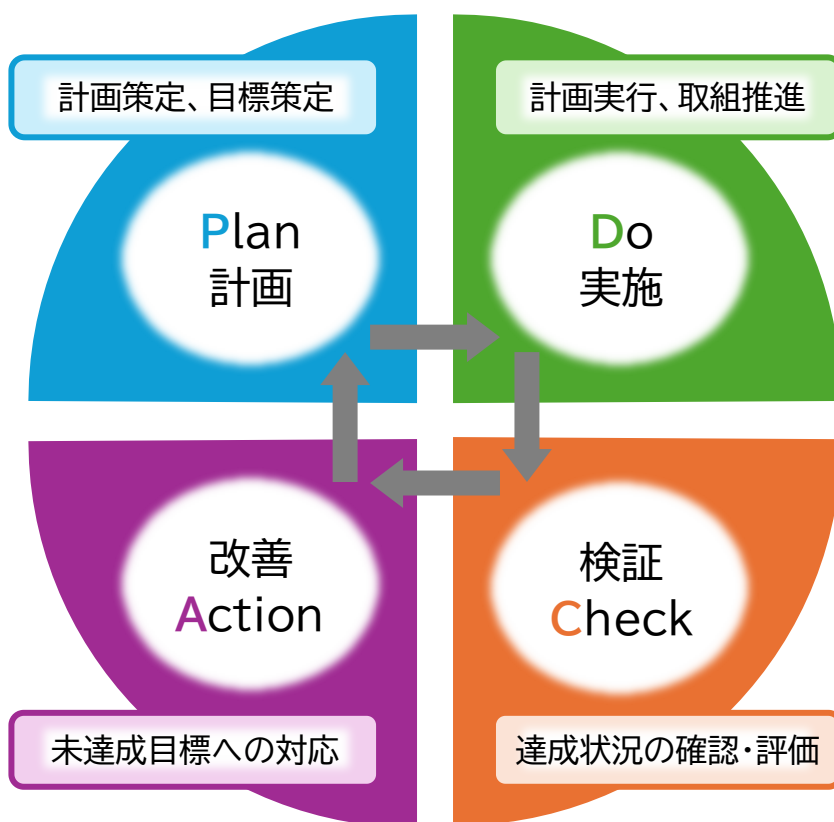 計画策定、目標策定
計画実行、取組推進
Plan
計画
Do
実施
改善
Action
検証
Check
未達成目標への対応
達成状況の確認・評価